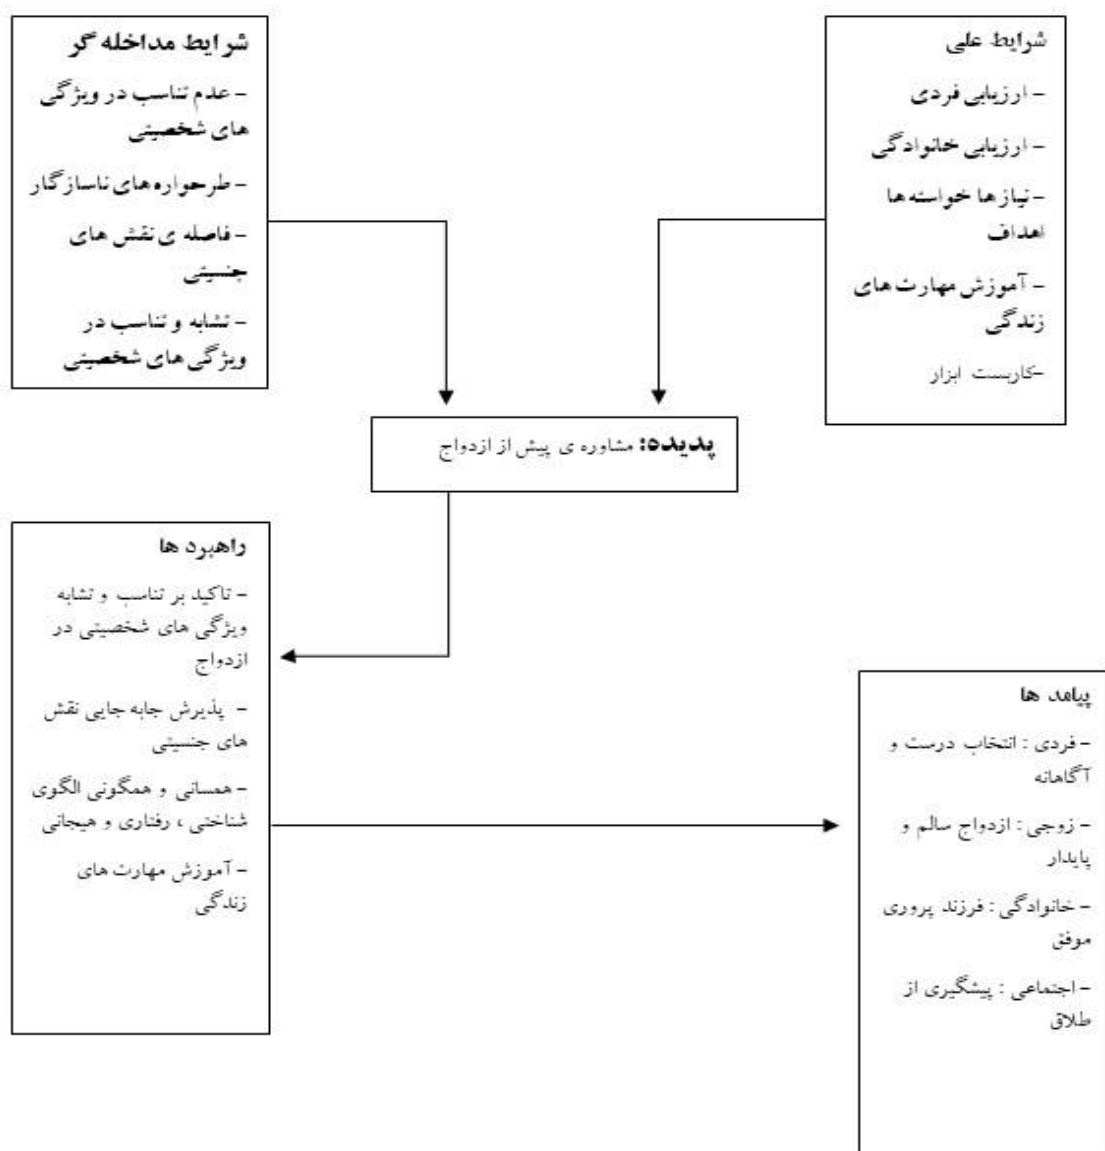 شرایط علی
- ارزیابی فردی
- ارزیابی خانوادگی
- نیازها خواسته‌ها
اهداف
- آموزش مهارت‌های
زندگی
-کاربست ابزار
شرایط مداخله گر
- عدم تناسب در ویژگی
های شخصیتی
- طرحواره‌های ناسازگار
- فاصله ی نقش های
جنسیتی
- تشابه و تناسب در
ویژگی‌های شخصیتی
پدیده: مشاوره ی پیش از ازدواج
راهبرد ها
- تاکید بر تناسب و تشابه
ویژگی های شخصیتی در
ازدواج
- پذیرش جابه جایی نقش
های جنسیتی
- همسانی و همگونی الگوی
شناختی ، رفتاری و هیجانی
- آموزش مهارت های
زندگی
پیامد ها
- فردی : انتخاب درست و
آگاهانه
- زوجی : ازدواج سالم و
پایدار
- خانوادگی : فرزند پروری
موفق
- اجتماعی : پیشگیری از
طلاق